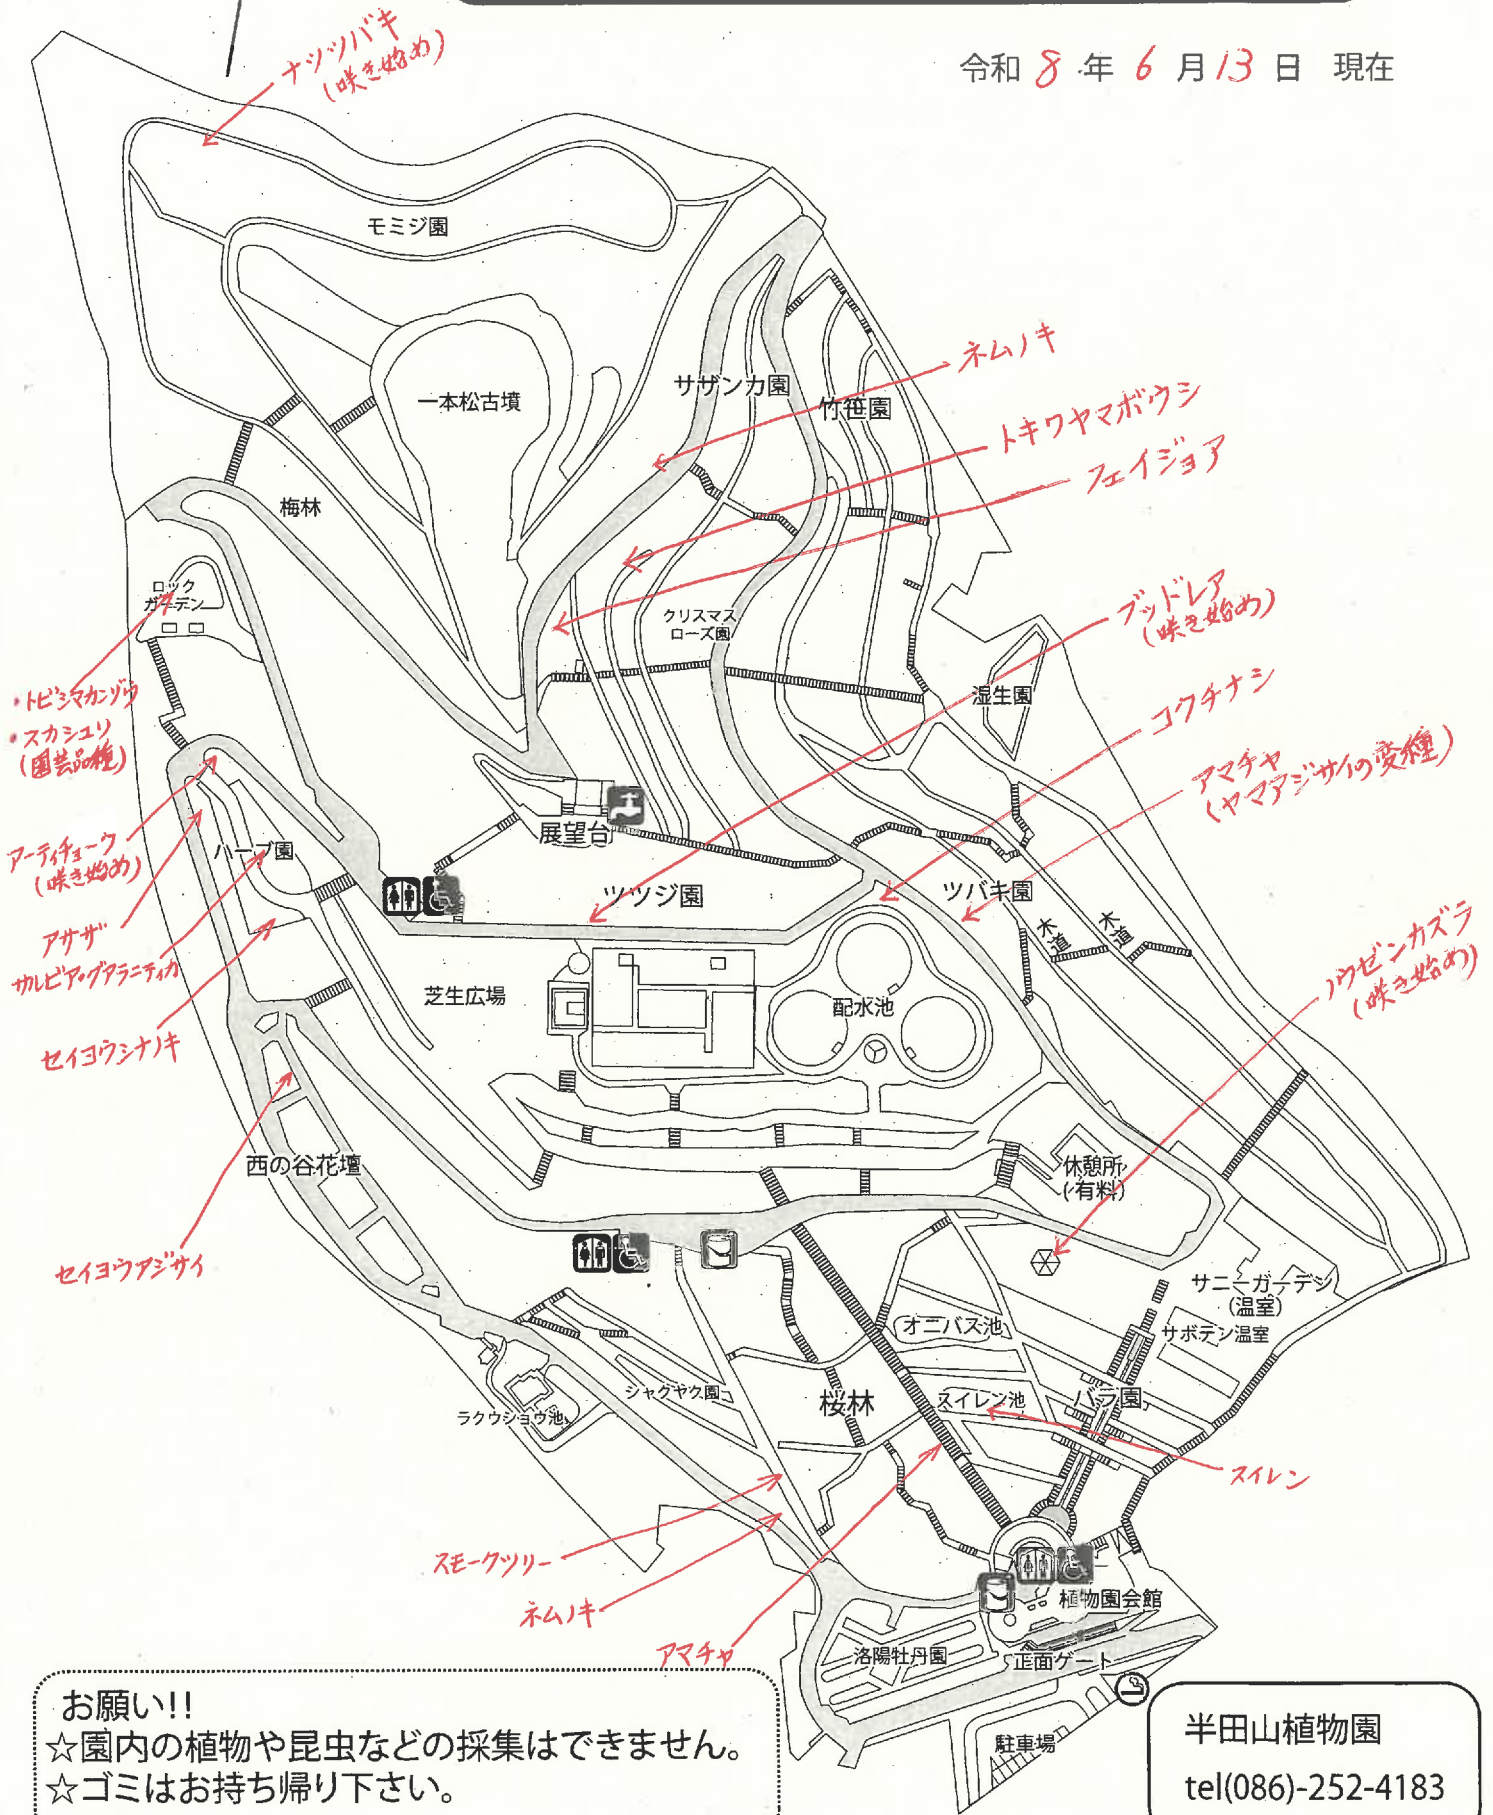 令和 8 年 6 月 13 日 現在
ナツツバキ
(咲き始め)
モミジ園
ネムノキ
サザンカ園
一本松古墳
竹笹園
トキワヤマボウシ
フェイジョア
梅林
ロック
ガーデン
クリスマス
ローズ園
ブッドレア
(咲き始め)
湿生園
コクチナシ
・トビシマカンゾウ
・スカシユリ
(園芸品種)
アマチャ
(ヤマアジサイの変種)
展望台
アーティチョーク
(咲き始め)
ハーブ園
ツツジ園
ツバキ園
木道
木道
アサザ
サルビア・グアラニティカ
芝生広場
配水池
ノウゼンカズラ
(咲き始め)
セイヨウシナノキ
西の谷花壇
休憩所
(有料)
セイヨウアジサイ
サニーガーデン
(温室)
オニバス池
サボテン温室
シャクヤク園
桜林
スイレン池
バラ園
ラクウショウ池
スイレン
スモークツリー
ネムノキ
アマチャ
植物園会館
洛陽牡丹園
正面ゲート
駐車場
お願い!!
☆園内の植物や昆虫などの採集はできません。
☆ゴミはお持ち帰り下さい。
半田山植物園
tel(086)-252-4183